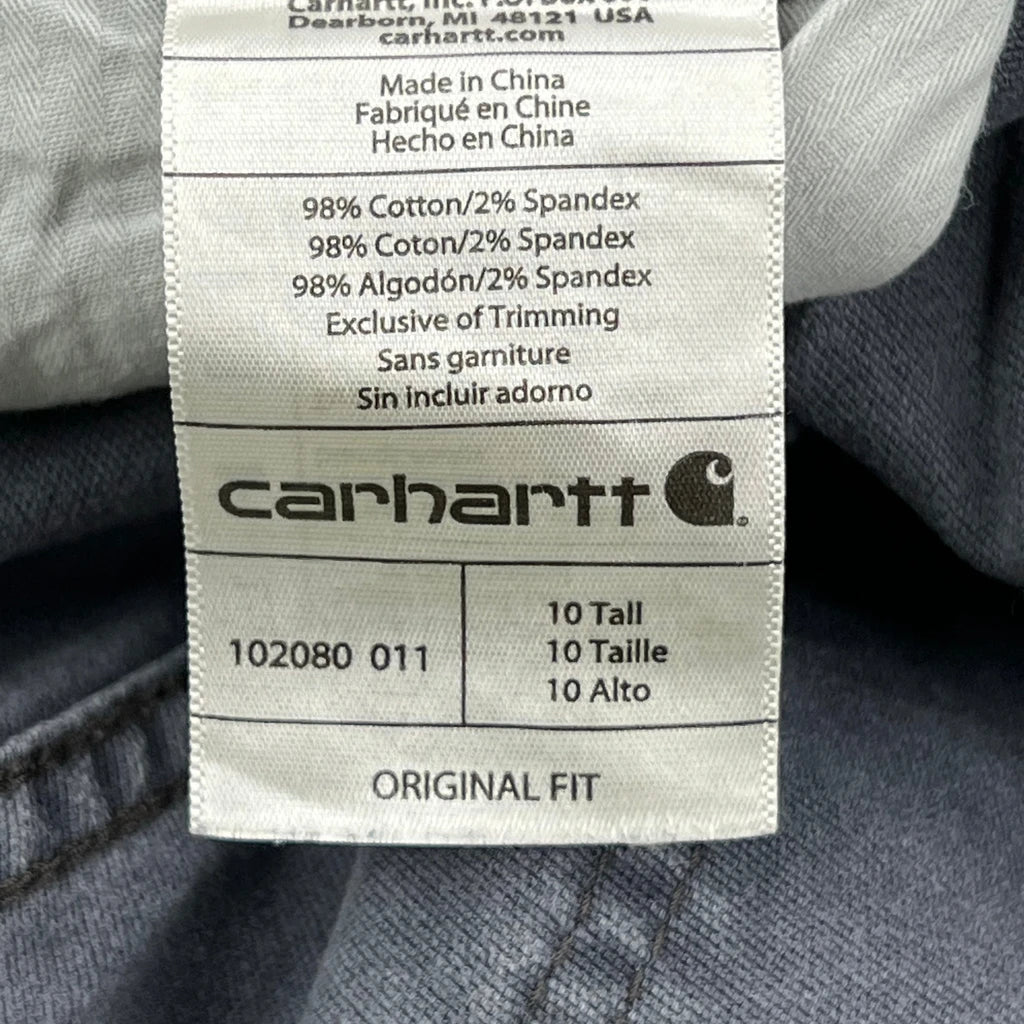 Carhartt, Inc.
Dearborn, MI 48121 USA
carhartt.com
Made in China
Fabriqué en Chine
Hecho en China
98% Cotton/2% Spandex
98% Coton/2% Spandex
98% Algodón/2% Spandex
Exclusive of Trimming
Sans garniture
Sin incluir adorno
carhartt
102080 011
10 Tall
10 Taille
10 Alto
ORIGINAL FIT